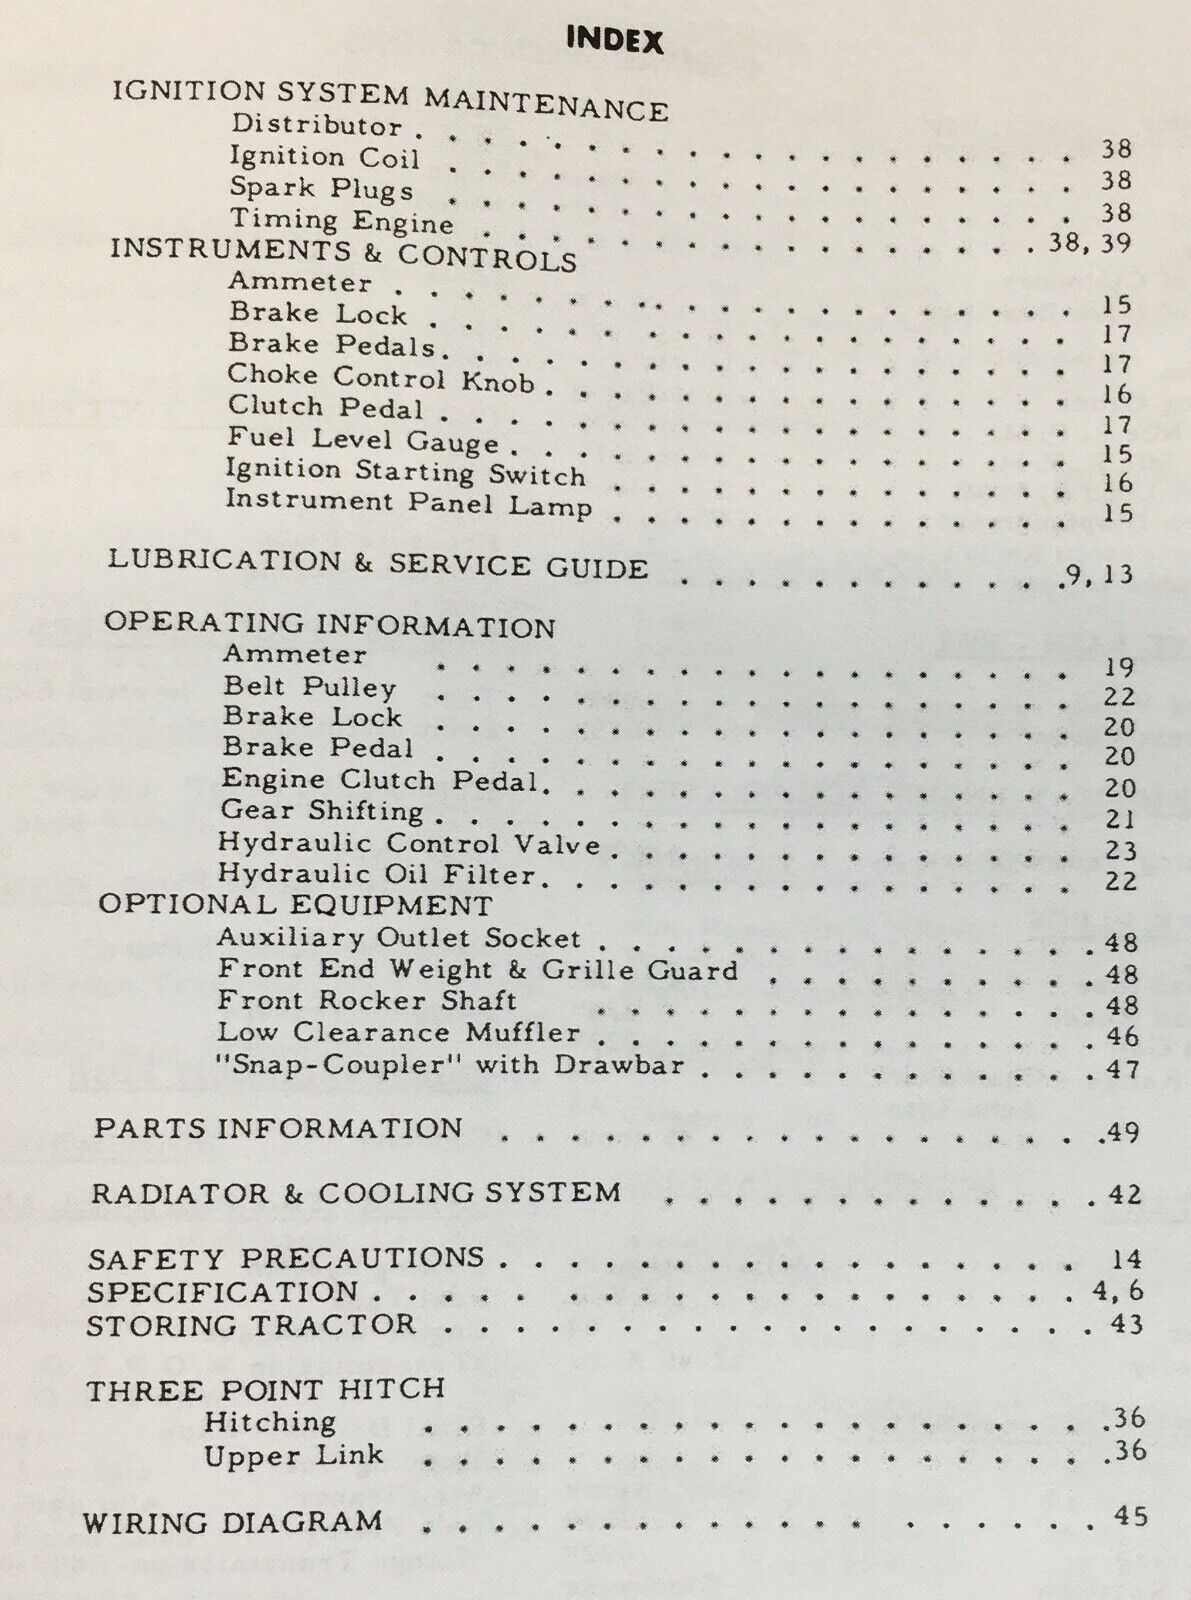 INDEX
IGNITION SYSTEM MAINTENANCE
Distributor . . . . . . . . . . . . . . . . . . . 38
Ignition Coil . . . . . . . . . . . . . . . . . . 38
Spark Plugs . . . . . . . . . . . . . . . . . . 38
Timing Engine . . . . . . . . . . . . . . . . 38, 39
INSTRUMENTS & CONTROLS
Ammeter . . . . . . . . . . . . . . . . . . . . 15
Brake Lock . . . . . . . . . . . . . . . . . . . 17
Brake Pedals. . . . . . . . . . . . . . . . . . 17
Choke Control Knob . . . . . . . . . . . . . . . 16
Clutch Pedal . . . . . . . . . . . . . . . . . . 17
Fuel Level Gauge . . . . . . . . . . . . . . . . 15
Ignition Starting Switch . . . . . . . . . . . . . . 16
Instrument Panel Lamp . . . . . . . . . . . . . . 15
LUBRICATION & SERVICE GUIDE . . . . . . . . . . . .9, 13
OPERATING INFORMATION
Ammeter . . . . . . . . . . . . . . . . . . . 19
Belt Pulley . . . . . . . . . . . . . . . . . . . 22
Brake Lock . . . . . . . . . . . . . . . . . . . 20
Brake Pedal . . . . . . . . . . . . . . . . . . . 20
Engine Clutch Pedal. . . . . . . . . . . . . . . . 20
Gear Shifting . . . . . . . . . . . . . . . . . . . 21
Hydraulic Control Valve . . . . . . . . . . . . . . 23
Hydraulic Oil Filter. . . . . . . . . . . . . . . . 22
OPTIONAL EQUIPMENT
Auxiliary Outlet Socket . . . . . . . . . . . . . . .48
Front End Weight & Grille Guard . . . . . . . . . .48
Front Rocker Shaft . . . . . . . . . . . . . . .48
Low Clearance Muffler . . . . . . . . . . . . . . .46
"Snap-Coupler" with Drawbar . . . . . . . . . . . .47
PARTS INFORMATION . . . . . . . . . . . . . . . . . .49
RADIATOR & COOLING SYSTEM . . . . . . . . . . . . .42
SAFETY PRECAUTIONS . . . . . . . . . . . . . . . . . 14
SPECIFICATION . . . . . . . . . . . . . . . . . . . . 4, 6
STORING TRACTOR . . . . . . . . . . . . . . . . . . .43
THREE POINT HITCH
Hitching . . . . . . . . . . . . . . . . . . . .36
Upper Link . . . . . . . . . . . . . . . . . . . .36
WIRING DIAGRAM . . . . . . . . . . . . . . . . . . 45